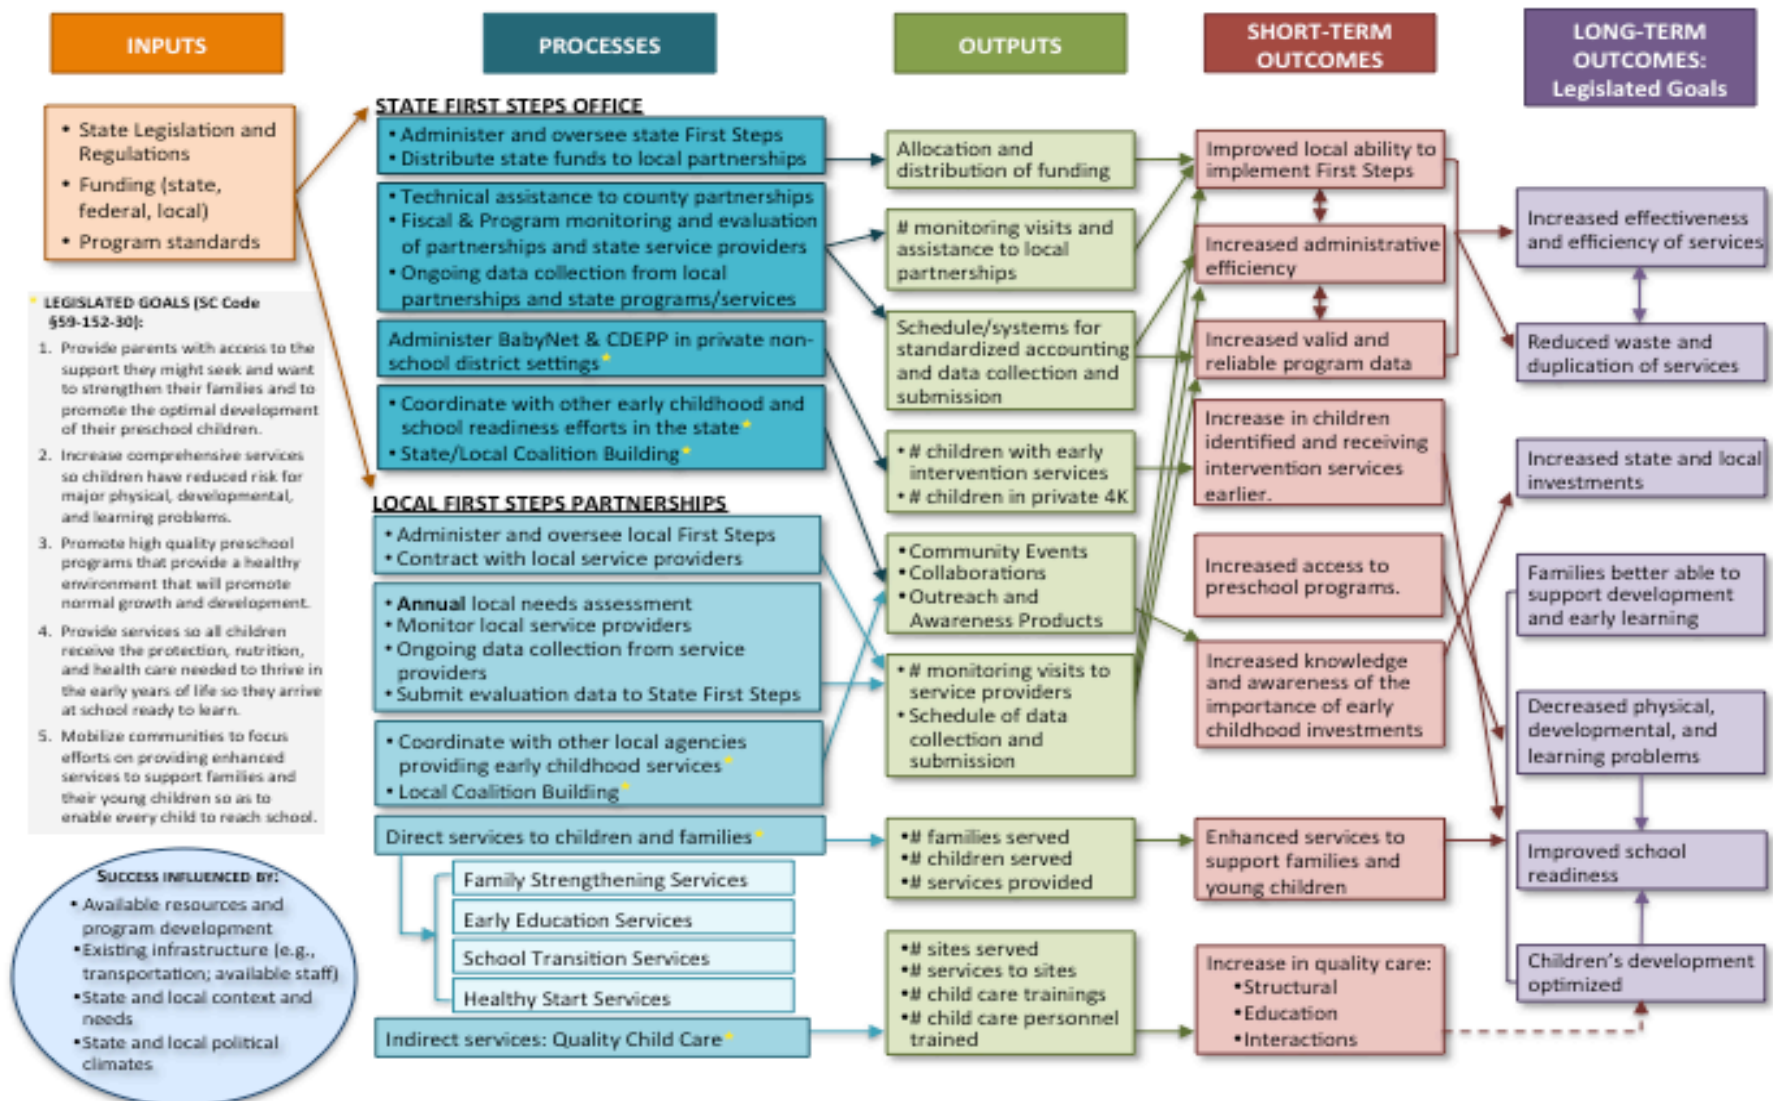 INPUTS
PROCESSES
OUTPUTS
SHORT-TERM
OUTCOMES
LONG-TERM
OUTCOMES:
Legislated Goals
• State Legislation and
Regulations
• Funding (state,
federal, local)
• Program standards
* LEGISLATED GOALS (SC Code
§59-152-30):
1. Provide parents with access to the
support they might seek and want
to strengthen their families and to
promote the optimal development
of their preschool children.
2. Increase comprehensive services
so children have reduced risk for
major physical, developmental,
and learning problems.
3. Promote high quality preschool
programs that provide a healthy
environment that will promote
normal growth and development.
4. Provide services so all children
receive the protection, nutrition,
and health care needed to thrive in
the early years of life so they arrive
at school ready to learn.
5. Mobilize communities to focus
efforts on providing enhanced
services to support families and
their young children so as to
enable every child to reach school.
SUCCESS INFLUENCED BY:
• Available resources and
program development
• Existing infrastructure (e.g.,
transportation; available staff)
• State and local context and
needs
• State and local political
climates
STATE FIRST STEPS OFFICE
• Administer and oversee state First Steps
• Distribute state funds to local partnerships
• Technical assistance to county partnerships
• Fiscal & Program monitoring and evaluation
of partnerships and state service providers
• Ongoing data collection from local
partnerships and state programs/services
Administer BabyNet & CDEPP in private non-
school district settings*
• Coordinate with other early childhood and
school readiness efforts in the state*
• State/Local Coalition Building*
LOCAL FIRST STEPS PARTNERSHIPS
• Administer and oversee local First Steps
• Contract with local service providers
• Annual local needs assessment
• Monitor local service providers
• Ongoing data collection from service
providers
• Submit evaluation data to State First Steps
• Coordinate with other local agencies
providing early childhood services*
• Local Coalition Building*
Direct services to children and families*
Family Strengthening Services
Early Education Services
School Transition Services
Healthy Start Services
Indirect services: Quality Child Care*
Allocation and
distribution of funding
# monitoring visits and
assistance to local
partnerships
Schedule/systems for
standardized accounting
and data collection and
submission
• # children with early
intervention services
• # children in private 4K
• Community Events
• Collaborations
• Outreach and
Awareness Products
• # monitoring visits to
service providers
• Schedule of data
collection and
submission
• # families served
• # children served
• # services provided
• # sites served
• # services to sites
• # child care trainings
• # child care personnel
trained
Improved local ability to
implement First Steps
Increased administrative
efficiency
Increased valid and
reliable program data
Increase in children
identified and receiving
intervention services
earlier.
Increased access to
preschool programs.
Increased knowledge
and awareness of the
importance of early
childhood investments
Enhanced services to
support families and
young children
Increase in quality care:
• Structural
• Education
• Interactions
Increased effectiveness
and efficiency of services
Reduced waste and
duplication of services
Increased state and local
investments
Families better able to
support development
and early learning
Decreased physical,
developmental, and
learning problems
Improved school
readiness
Children's development
optimized